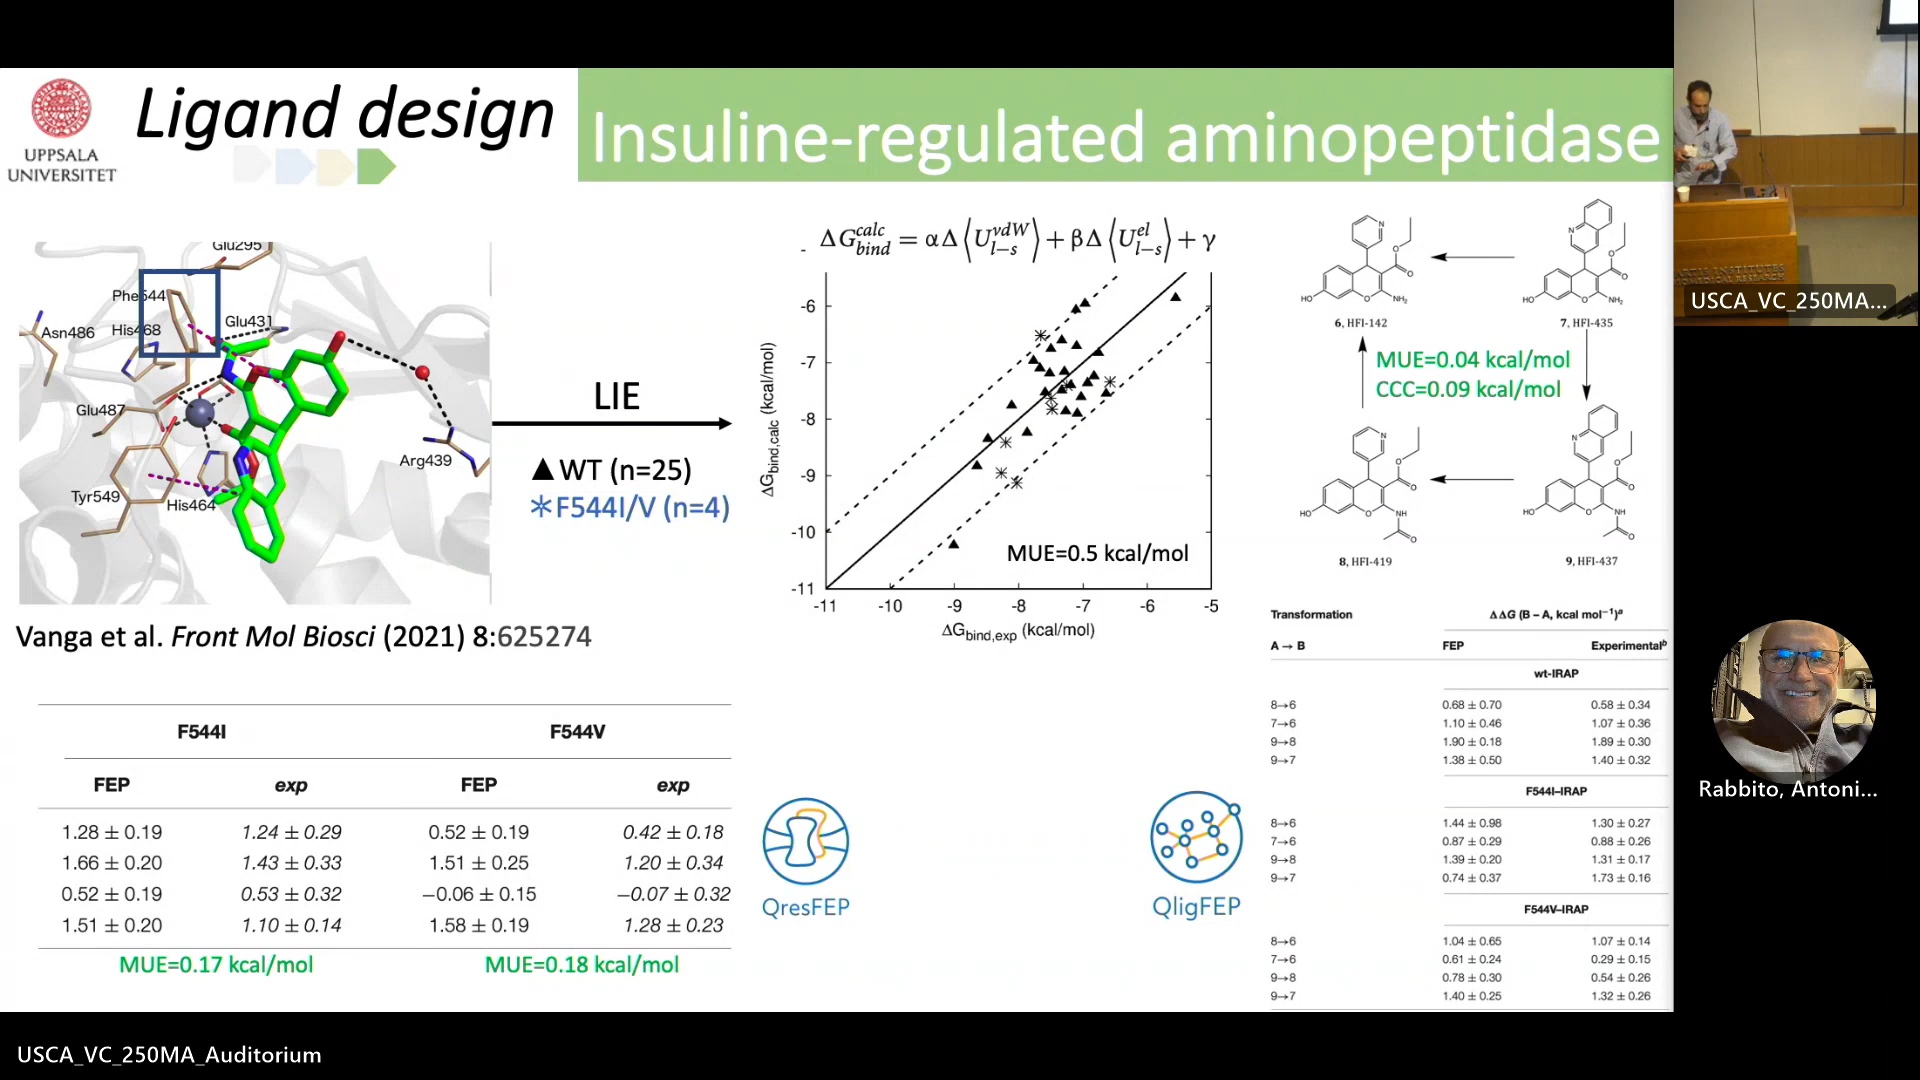 UPPSALA
UNIVERSITET
Ligand design
Insuline-regulated aminopeptidase
USCA_VC_250MA...
Glu295
Phe544
Asn486
His468
Glu431
Glu487
Arg439
Tyr549
His464
Vanga et al. Front Mol Biosci (2021) 8:625274
LIE
▲WT (n=25)
*F544I/V (n=4)
ΔG^calc_bind = αΔ⟨U^vdW_l−s⟩ + βΔ⟨U^el_l−s⟩ + γ
ΔGbind,calc (kcal/mol)
-6
-7
-8
-9
-10
-11
MUE=0.5 kcal/mol
-11 -10 -9 -8 -7 -6 -5
ΔGbind,exp (kcal/mol)
6, HFI-142
7, HFI-435
MUE=0.04 kcal/mol
CCC=0.09 kcal/mol
8, HFI-419
9, HFI-437
Transformation ΔΔG (B – A, kcal mol−1)a
A → B FEP Experimentalb
wt-IRAP
8→6 0.68 ± 0.70 0.58 ± 0.34
7→6 1.10 ± 0.46 1.07 ± 0.36
9→8 1.90 ± 0.18 1.89 ± 0.30
9→7 1.38 ± 0.50 1.40 ± 0.32
F544I–IRAP
8→6 1.44 ± 0.98 1.30 ± 0.27
7→6 0.87 ± 0.29 0.88 ± 0.26
9→8 1.39 ± 0.20 1.31 ± 0.17
9→7 0.74 ± 0.37 1.73 ± 0.16
F544V–IRAP
8→6 1.04 ± 0.65 1.07 ± 0.14
7→6 0.61 ± 0.24 0.29 ± 0.15
9→8 0.78 ± 0.30 0.54 ± 0.26
9→7 1.40 ± 0.25 1.32 ± 0.26
F544I F544V
FEP exp FEP exp
1.28 ± 0.19 1.24 ± 0.29 0.52 ± 0.19 0.42 ± 0.18
1.66 ± 0.20 1.43 ± 0.33 1.51 ± 0.25 1.20 ± 0.34
0.52 ± 0.19 0.53 ± 0.32 −0.06 ± 0.15 −0.07 ± 0.32
1.51 ± 0.20 1.10 ± 0.14 1.58 ± 0.19 1.28 ± 0.23
MUE=0.17 kcal/mol MUE=0.18 kcal/mol
QresFEP
QligFEP
Rabbito, Antoni...
USCA_VC_250MA_Auditorium